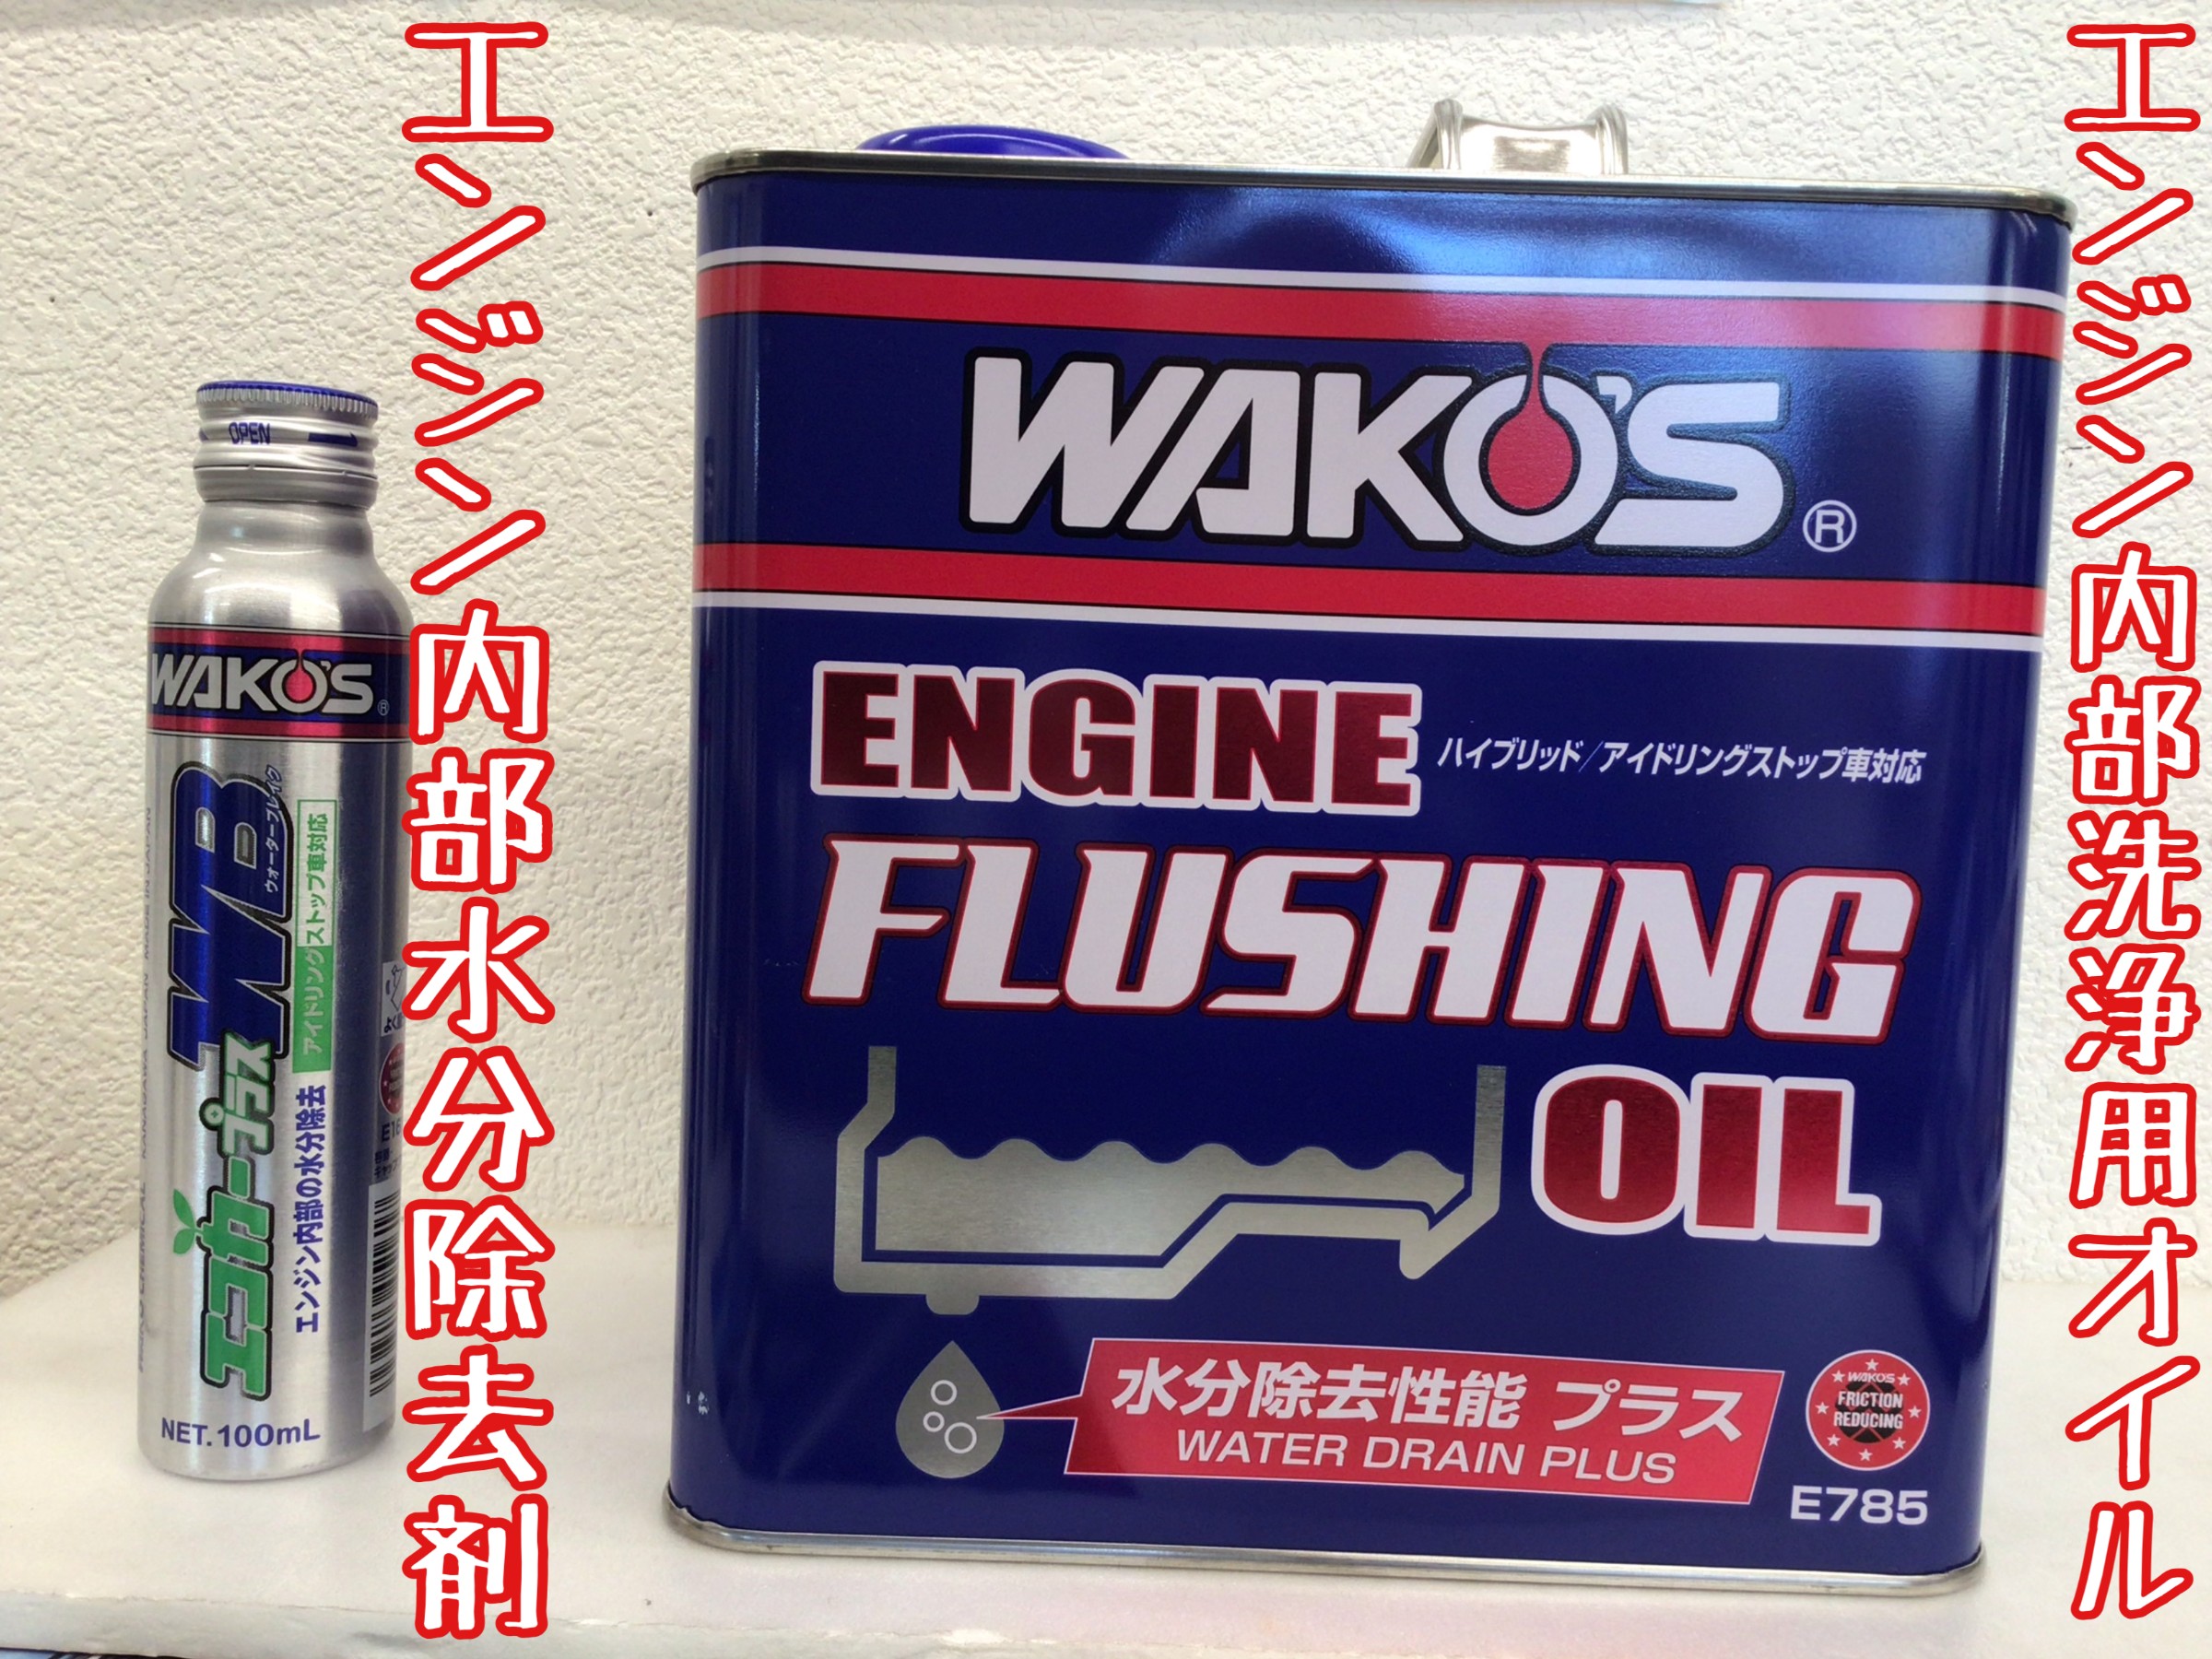 エンジン内部水分除去剤
エンジン内部洗浄用オイル
OPEN
WAKO'S ®
WB
ウォーターブレイク
エコカープラス
アイドリングストップ車対応
エンジン内部の水分除去
NET. 100mL
WAKO'S ®
ENGINE
ハイブリッド/アイドリングストップ車対応
FLUSHING
OIL
水分除去性能 プラス
WATER DRAIN PLUS
WAKO'S
FRICTION
REDUCING
E785